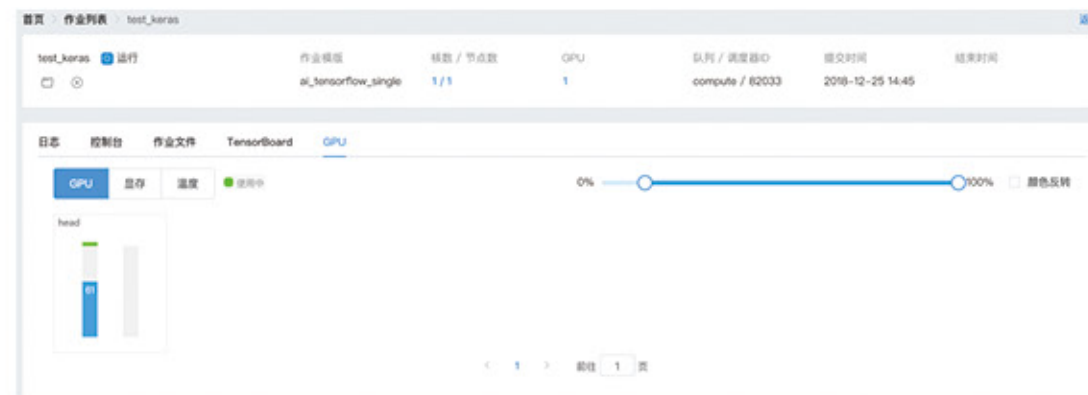 首页 作业列表 test_keras
test_keras 运行 作业模版 核数 / 节点数 GPU 队列 / 调度器ID 提交时间 结束时间
ai_tensorflow_single 1 / 1 1 compute / 82033 2018-12-25 14:45
日志 控制台 作业文件 TensorBoard GPU
GPU 显存 温度 使用中 0% 100% 颜色反转
head
61
1 前往 1 页